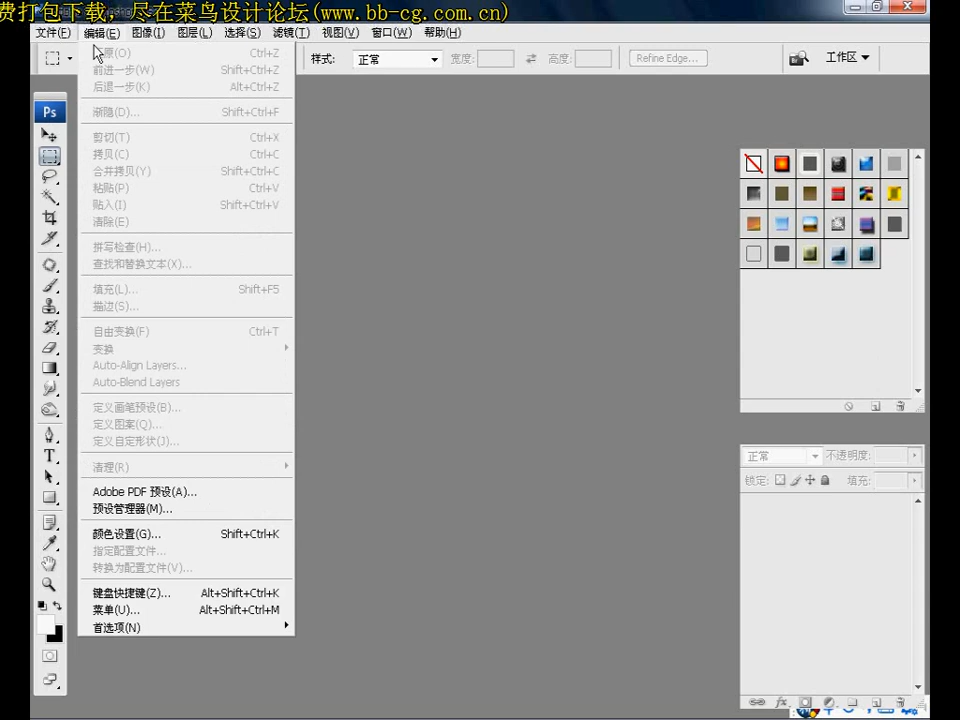 费打包下载，尽在菜鸟设计论坛(www.bb-cg.com.cn)
文件(F) 编辑(E) 图像(I) 图层(L) 选择(S) 滤镜(T) 视图(V) 窗口(W) 帮助(H)
样式: 正常 宽度: 高度: Refine Edge... 工作区
原(O) Ctrl+Z
前进一步(W) Shift+Ctrl+Z
后退一步(K) Alt+Ctrl+Z
渐隐(D)... Shift+Ctrl+F
剪切(T) Ctrl+X
拷贝(C) Ctrl+C
合并拷贝(Y) Shift+Ctrl+C
粘贴(P) Ctrl+V
贴入(I) Shift+Ctrl+V
清除(E)
拼写检查(H)...
查找和替换文本(X)...
填充(L)... Shift+F5
描边(S)...
自由变换(F) Ctrl+T
变换
Auto-Align Layers...
Auto-Blend Layers
定义画笔预设(B)...
定义图案(Q)...
定义自定形状(J)...
清理(R)
Adobe PDF 预设(A)...
预设管理器(M)...
颜色设置(G)... Shift+Ctrl+K
指定配置文件...
转换为配置文件(V)...
键盘快捷键(Z)... Alt+Shift+Ctrl+K
菜单(U)... Alt+Shift+Ctrl+M
首选项(N)
Ps
正常 不透明度:
锁定: 填充: